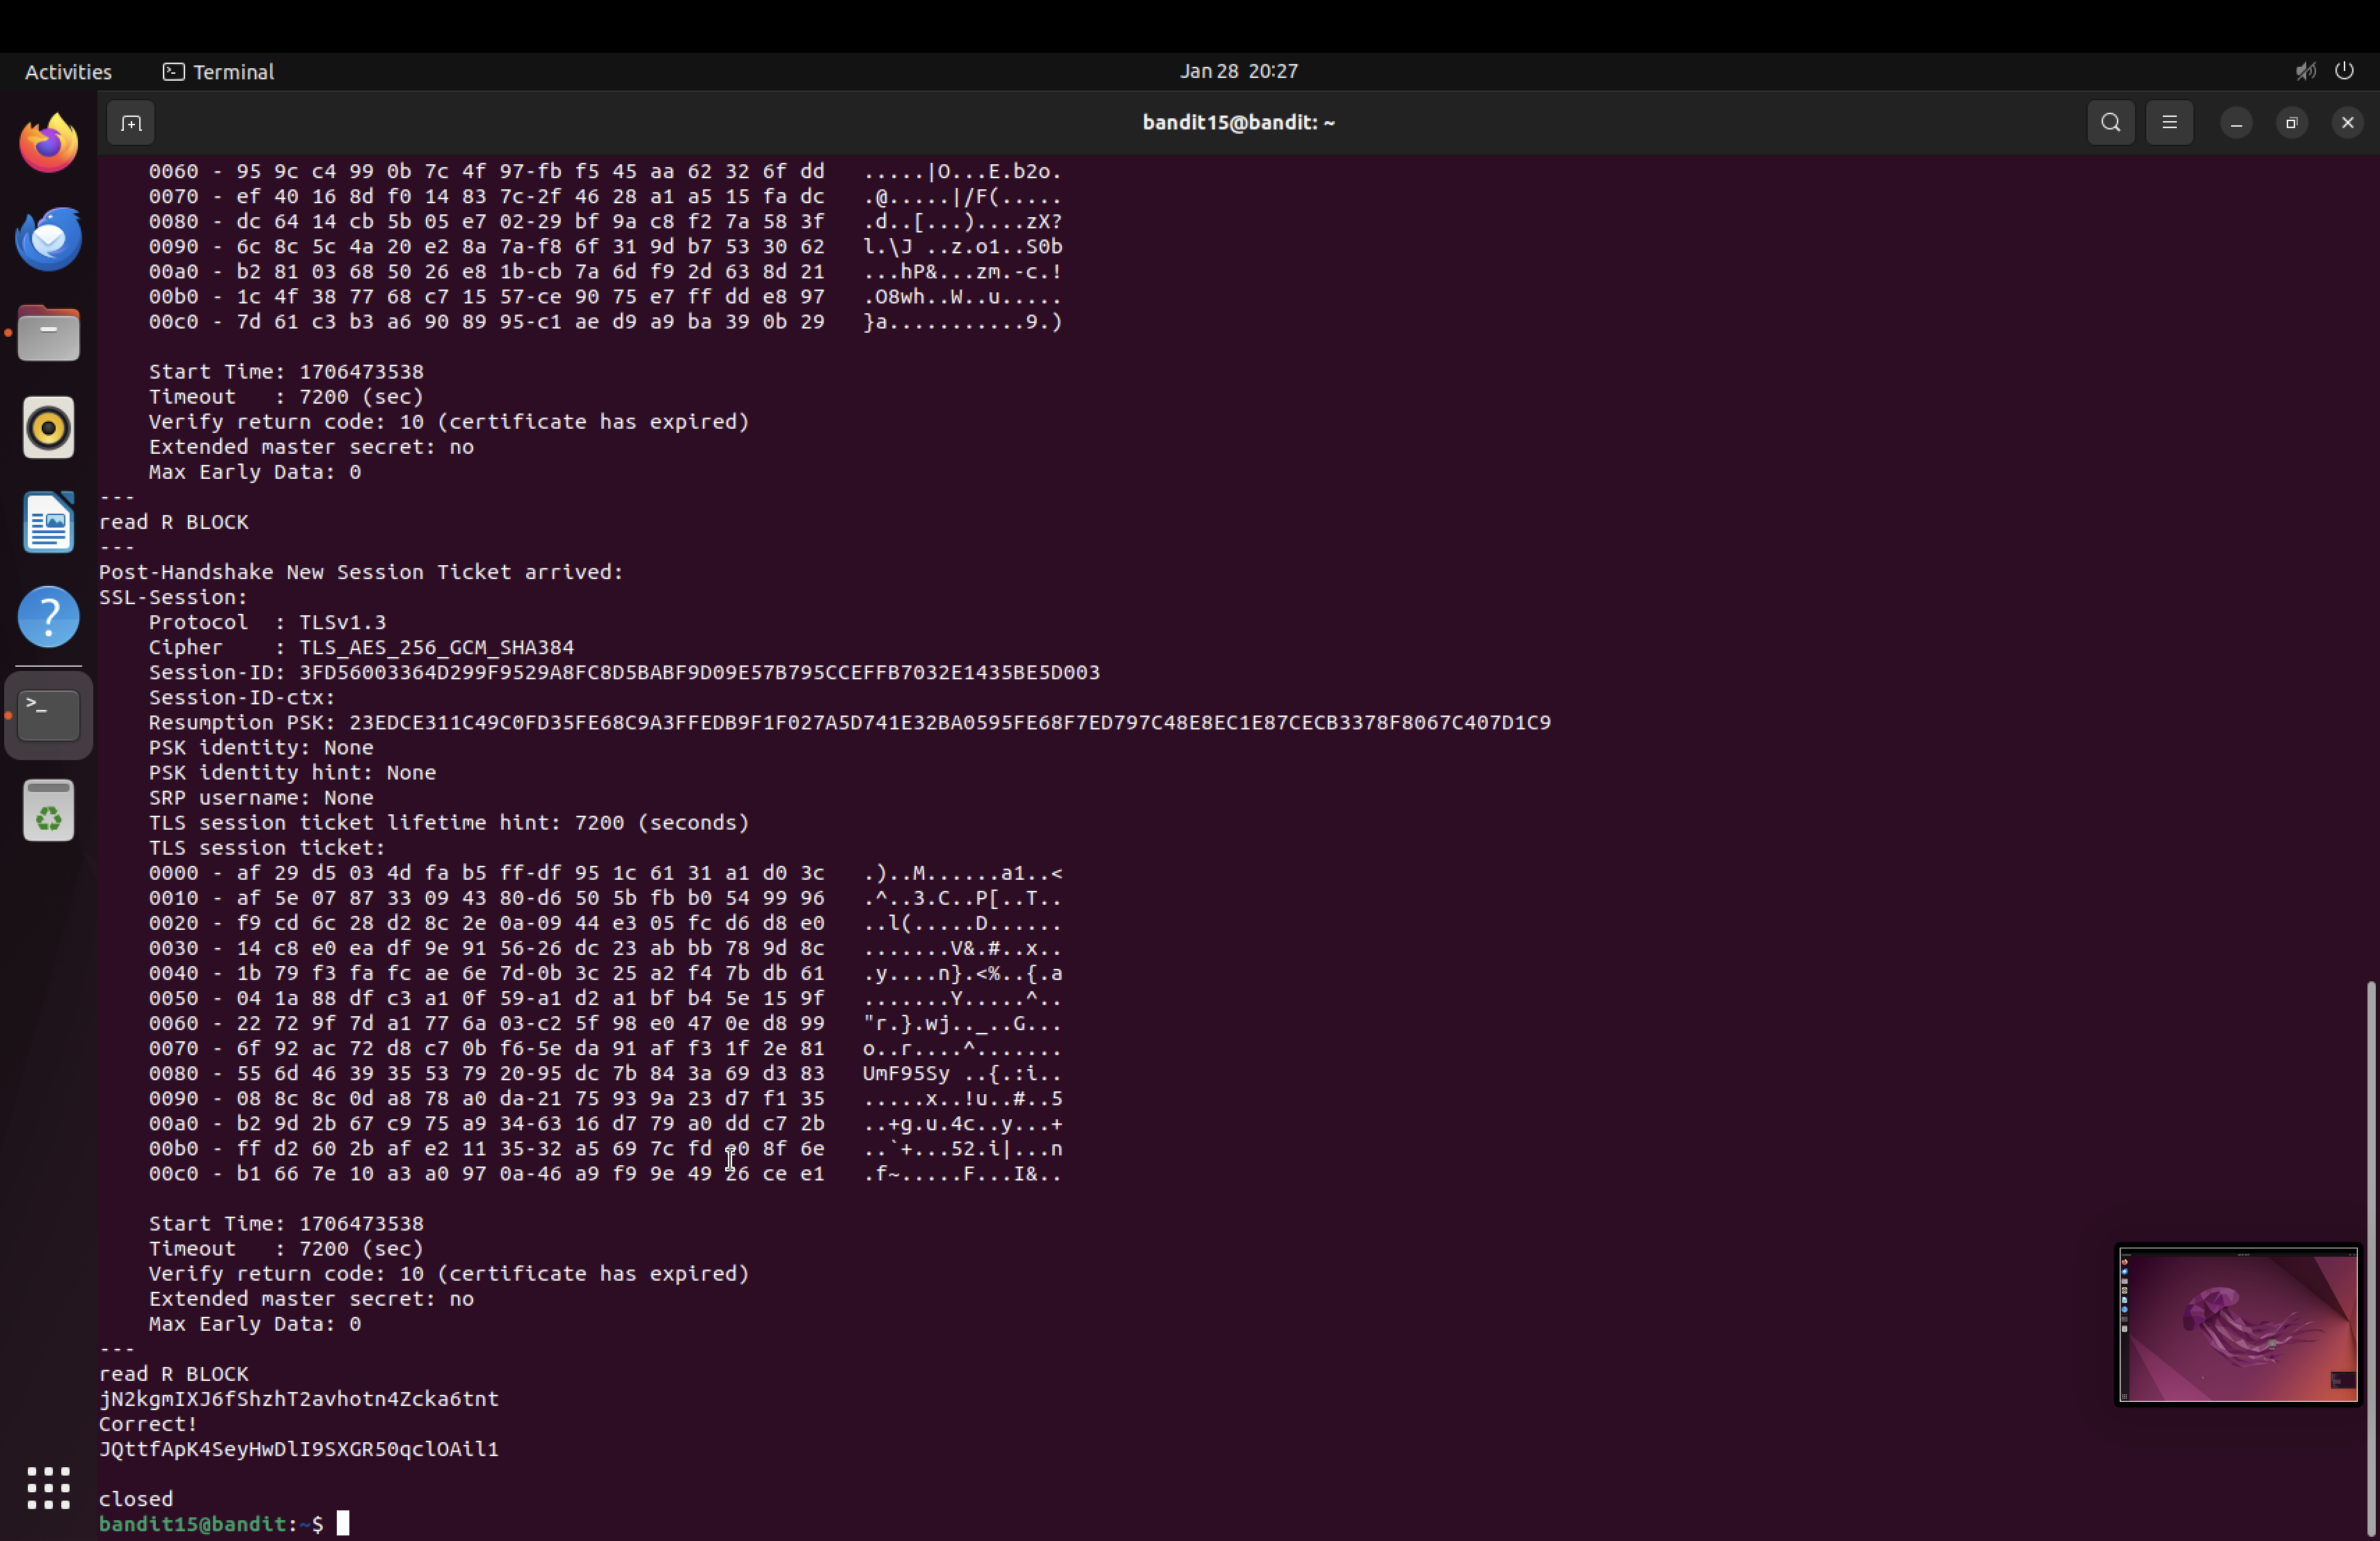 Activities
Terminal
Jan 28 20:27
bandit15@bandit: ~
0060 - 95 9c c4 99 0b 7c 4f 97-fb f5 45 aa 62 32 6f dd   .....|O...E.b2o.
0070 - ef 40 16 8d f0 14 83 7c-2f 46 28 a1 a5 15 fa dc   .@.....|/F(.....
0080 - dc 64 14 cb 5b 05 e7 02-29 bf 9a c8 f2 7a 58 3f   .d..[...)....zX?
0090 - 6c 8c 5c 4a 20 e2 8a 7a-f8 6f 31 9d b7 53 30 62   l.\J ..z.o1..S0b
00a0 - b2 81 03 68 50 26 e8 1b-cb 7a 6d f9 2d 63 8d 21   ...hP&...zm.-c.!
00b0 - 1c 4f 38 77 68 c7 15 57-ce 90 75 e7 ff dd e8 97   .O8wh..W..u.....
00c0 - 7d 61 c3 b3 a6 90 89 95-c1 ae d9 a9 ba 39 0b 29   }a...........9.)
Start Time: 1706473538
Timeout   : 7200 (sec)
Verify return code: 10 (certificate has expired)
Extended master secret: no
Max Early Data: 0
---
read R BLOCK
---
Post-Handshake New Session Ticket arrived:
SSL-Session:
Protocol  : TLSv1.3
Cipher    : TLS_AES_256_GCM_SHA384
Session-ID: 3FD56003364D299F9529A8FC8D5BABF9D09E57B795CCEFFB7032E1435BE5D003
Session-ID-ctx:
Resumption PSK: 23EDCE311C49C0FD35FE68C9A3FFEDB9F1F027A5D741E32BA0595FE68F7ED797C48E8EC1E87CECB3378F8067C407D1C9
PSK identity: None
PSK identity hint: None
SRP username: None
TLS session ticket lifetime hint: 7200 (seconds)
TLS session ticket:
0000 - af 29 d5 03 4d fa b5 ff-df 95 1c 61 31 a1 d0 3c   .)..M......a1..<
0010 - af 5e 07 87 33 09 43 80-d6 50 5b fb b0 54 99 96   .^..3.C..P[..T..
0020 - f9 cd 6c 28 d2 8c 2e 0a-09 44 e3 05 fc d6 d8 e0   ..l(.....D......
0030 - 14 c8 e0 ea df 9e 91 56-26 dc 23 ab bb 78 9d 8c   .......V&.#..x..
0040 - 1b 79 f3 fa fc ae 6e 7d-0b 3c 25 a2 f4 7b db 61   .y....n}.<%..{.a
0050 - 04 1a 88 df c3 a1 0f 59-a1 d2 a1 bf b4 5e 15 9f   .......Y.....^..
0060 - 22 72 9f 7d a1 77 6a 03-c2 5f 98 e0 47 0e d8 99   "r.}.wj.._..G...
0070 - 6f 92 ac 72 d8 c7 0b f6-5e da 91 af f3 1f 2e 81   o..r....^.......
0080 - 55 6d 46 39 35 53 79 20-95 dc 7b 84 3a 69 d3 83   UmF95Sy ..{.:i..
0090 - 08 8c 8c 0d a8 78 a0 da-21 75 93 9a 23 d7 f1 35   .....x..!u..#..5
00a0 - b2 9d 2b 67 c9 75 a9 34-63 16 d7 79 a0 dd c7 2b   ..+g.u.4c..y...+
00b0 - ff d2 60 2b af e2 11 35-32 a5 69 7c fd 8f 6e   ..`+...52.i|...n
00c0 - b1 66 7e 10 a3 a0 97 0a-46 a9 f9 9e 49 26 ce e1   .f~.....F...I&..
Start Time: 1706473538
Timeout   : 7200 (sec)
Verify return code: 10 (certificate has expired)
Extended master secret: no
Max Early Data: 0
---
read R BLOCK
jN2kgmIXJ6fShzhT2avhotn4Zcka6tnt
Correct!
JQttfApK4SeyHwDlI9SXGR50qclOAil1
closed
bandit15@bandit:~$